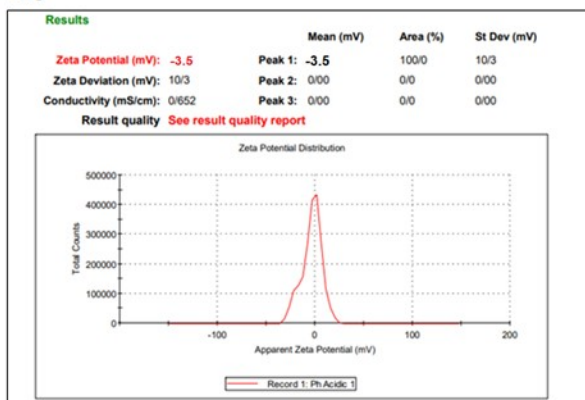 Results
Mean (mV) Area (%) St Dev (mV)
Zeta Potential (mV): -3.5 Peak 1: -3.5 100/0 10/3
Zeta Deviation (mV): 10/3 Peak 2: 0/00 0/0 0/00
Conductivity (mS/cm): 0/652 Peak 3: 0/00 0/0 0/00
Result quality See result quality report
Zeta Potential Distribution
500000
400000
300000
200000
100000
0
Total Counts
-100 0 100 200
Apparent Zeta Potential (mV)
Record 1: Ph Acidic 1